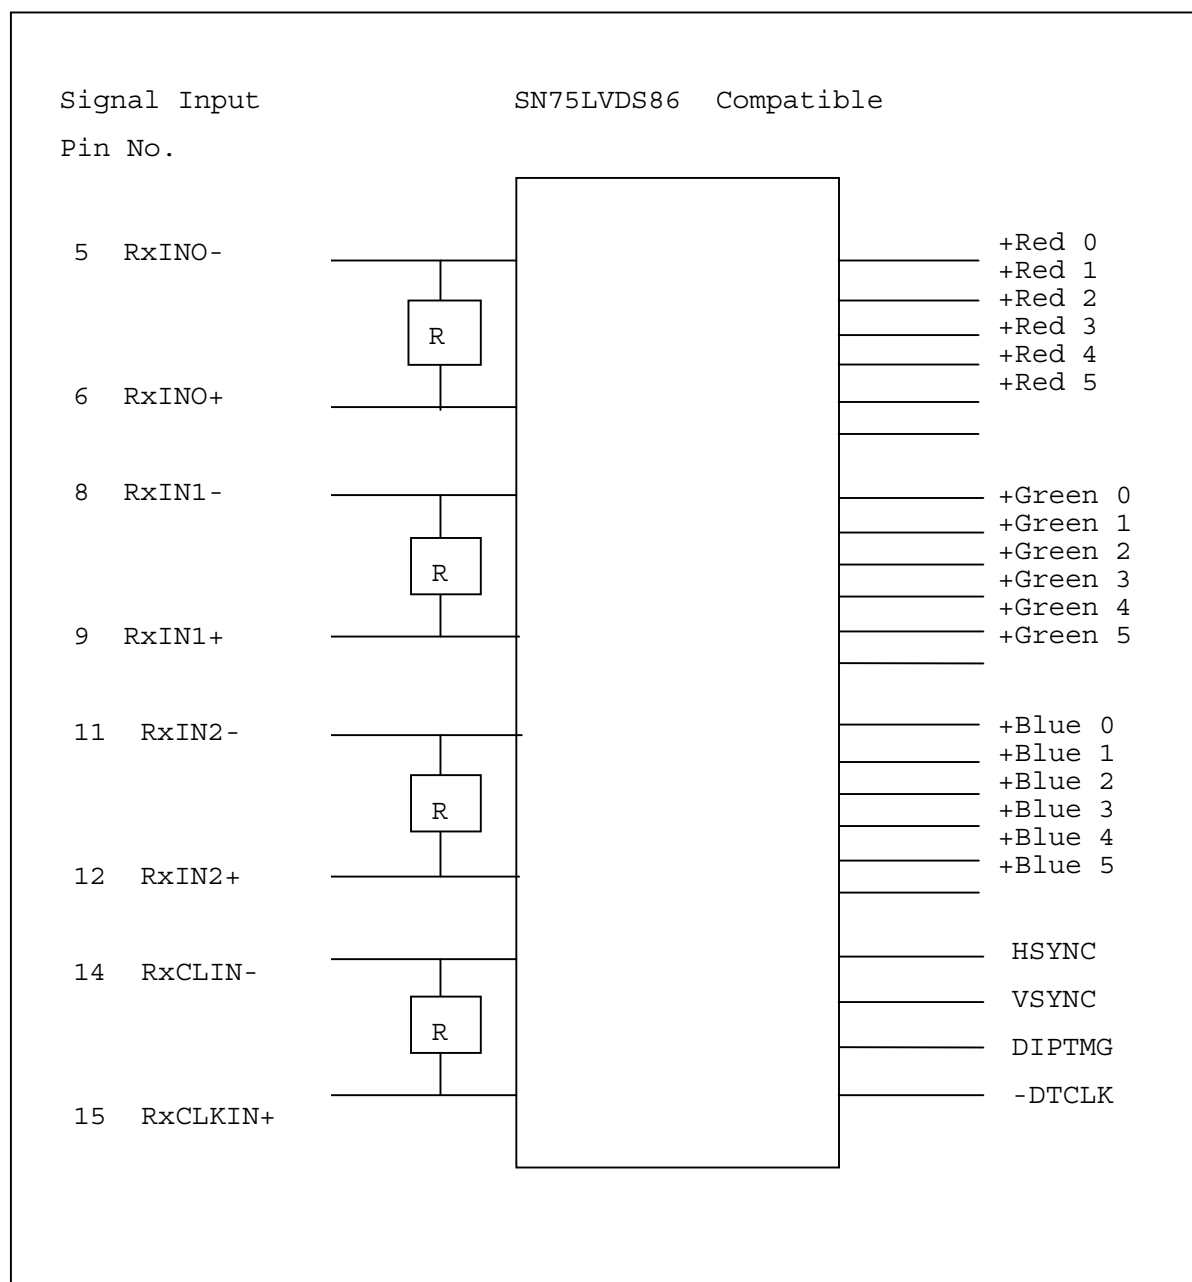 Signal Input
SN75LVDS86 Compatible
Pin No.
5 RxINO-
R
6 RxINO+
8 RxIN1-
R
9 RxIN1+
11 RxIN2-
R
12 RxIN2+
14 RxCLIN-
R
15 RxCLKIN+
+Red 0
+Red 1
+Red 2
+Red 3
+Red 4
+Red 5
+Green 0
+Green 1
+Green 2
+Green 3
+Green 4
+Green 5
+Blue 0
+Blue 1
+Blue 2
+Blue 3
+Blue 4
+Blue 5
HSYNC
VSYNC
DIPTMG
-DTCLK